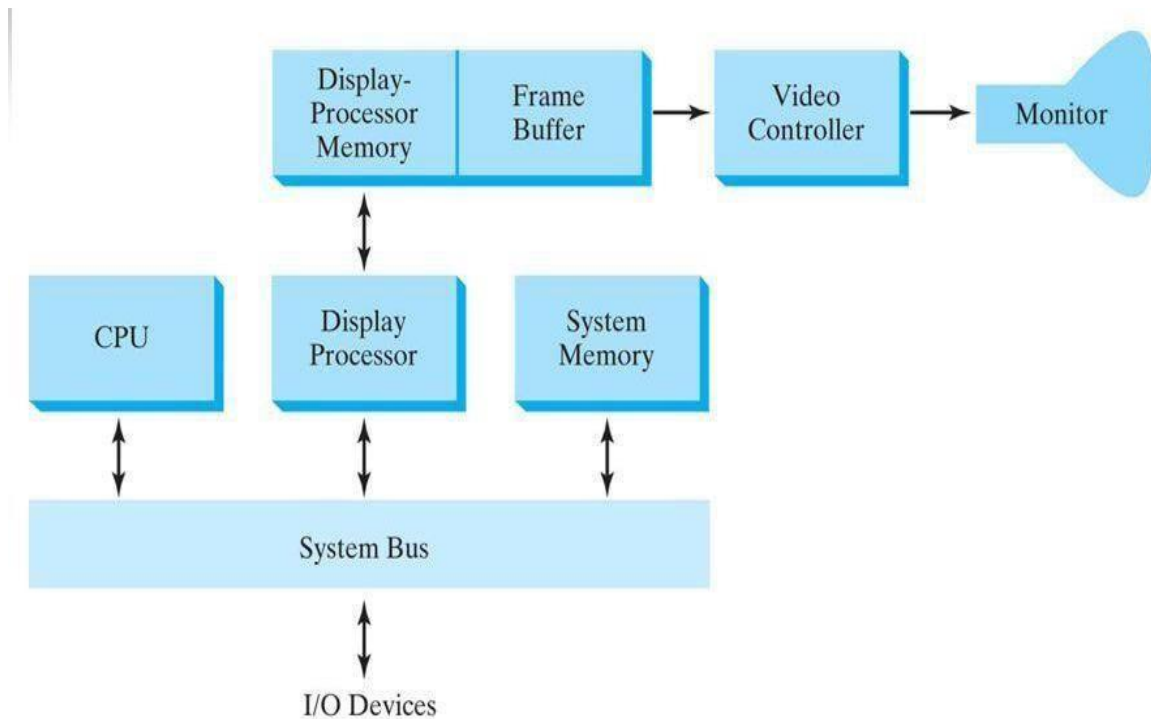 Display-
Processor
Memory
Frame
Buffer
Video
Controller
Monitor
CPU
Display
Processor
System
Memory
System Bus
I/O Devices